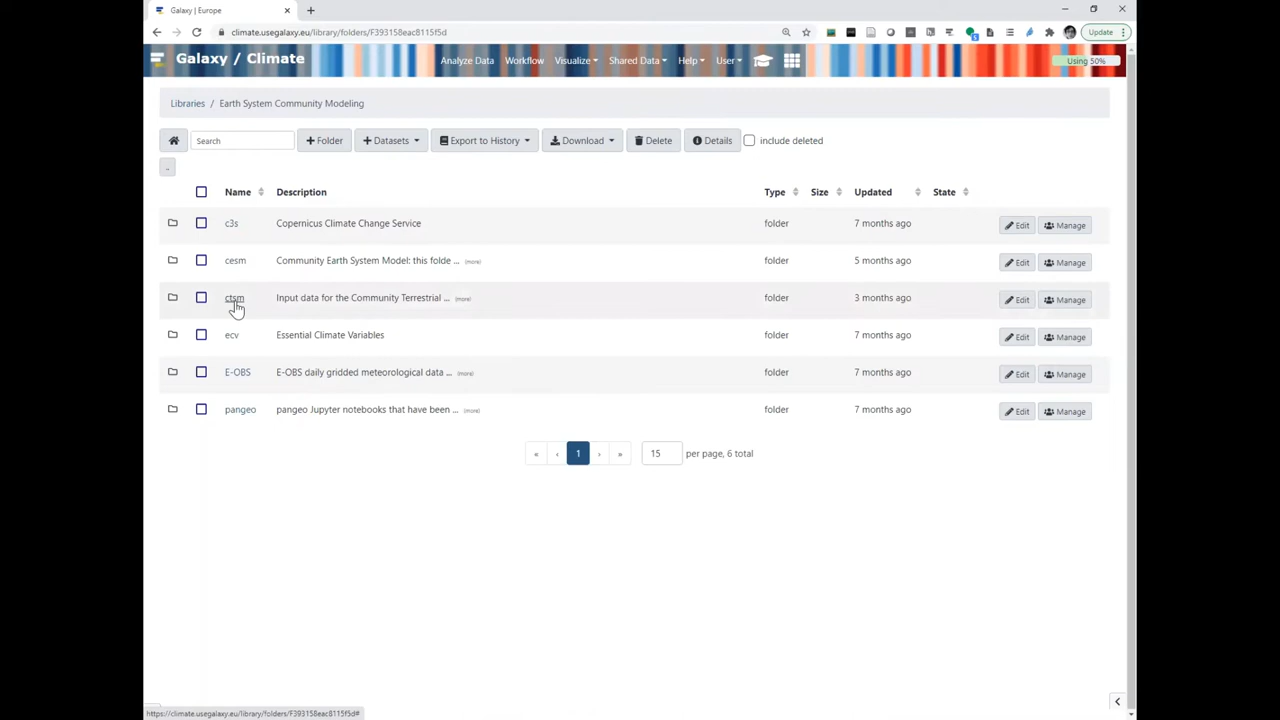 Galaxy | Europe
climate.usegalaxy.eu/library/folders/F393158eac8115f5d
Update
Galaxy / Climate
Analyze Data Workflow Visualize Shared Data Help User
Using 50%
Libraries / Earth System Community Modeling
Search
+ Folder
+ Datasets
Export to History
Download
Delete
Details
include deleted
..
Name Description Type Size Updated State
c3s Copernicus Climate Change Service folder 7 months ago Edit Manage
cesm Community Earth System Model: this folde ... (more) folder 5 months ago Edit Manage
ctsm Input data for the Community Terrestrial ... (more) folder 3 months ago Edit Manage
ecv Essential Climate Variables folder 7 months ago Edit Manage
E-OBS E-OBS daily gridded meteorological data ... (more) folder 7 months ago Edit Manage
pangeo pangeo Jupyter notebooks that have been ... (more) folder 7 months ago Edit Manage
« ‹ 1 › » 15 per page, 6 total
https://climate.usegalaxy.eu/library/folders/F393158eac8115f5d#